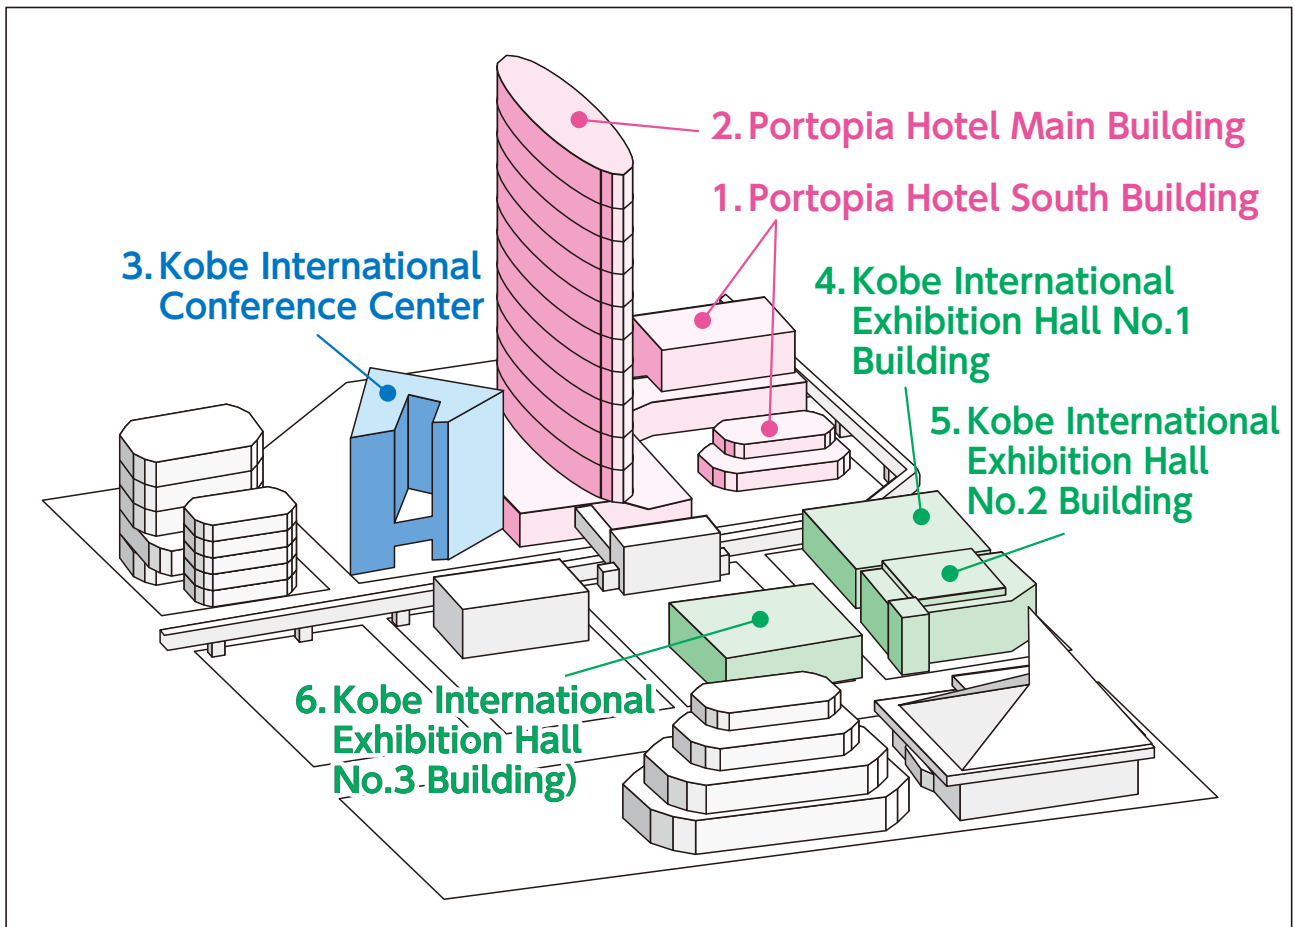 2. Portopia Hotel Main Building
1. Portopia Hotel South Building
3. Kobe International
Conference Center
4. Kobe International
Exhibition Hall No.1
Building
5. Kobe International
Exhibition Hall
No.2 Building
6. Kobe International
Exhibition Hall
No.3 Building)